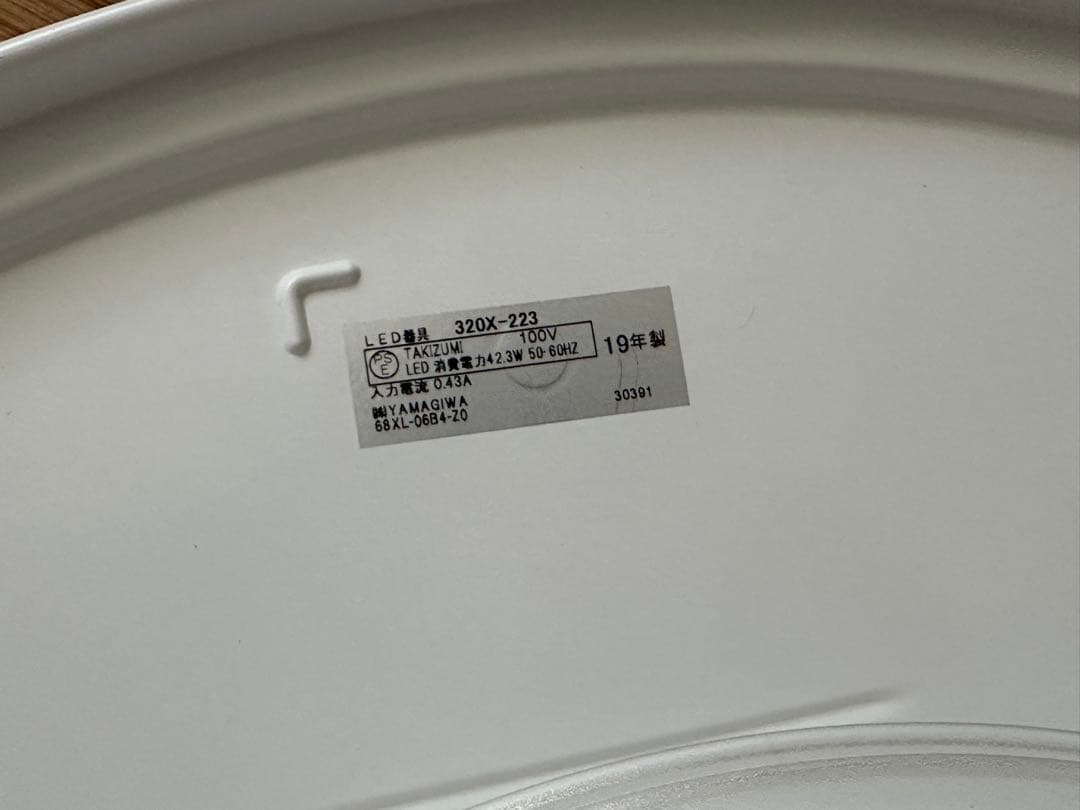 LED器具 320X-223
PSE TAKIZUMI 100V
LED 消費電力42.3W 50-60HZ 19年製
入力電流 0.43A
㈱YAMAGIWA 30391
68XL-06B4-Z0